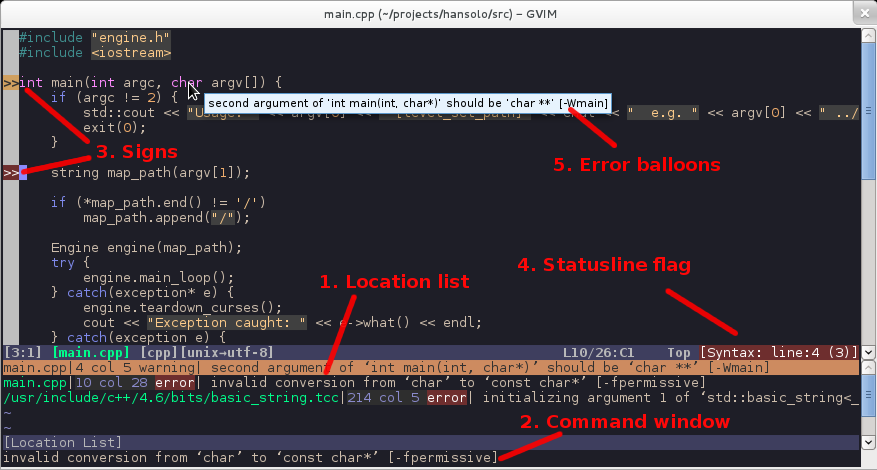 main.cpp (~/projects/hansolo/src) - GVIM
#include "engine.h"
#include <iostream>
>>int main(int argc, char argv[]) {
second argument of 'int main(int, char*)' should be 'char **' [-Wmain]
if (argc != 2) {
std::cout << "Usage: " << argv[0] << " [level_set_path]" << endl << "   e.g. " << argv[0] << " ../
exit(0);
}
3. Signs
5. Error balloons
>> string map_path(argv[1]);
if (*map_path.end() != '/')
map_path.append("/");
Engine engine(map_path);
4. Statusline flag
try {
engine.main_loop();
1. Location list
} catch(exception* e) {
engine.teardown_curses();
cout << "Exception caught: " << e->what() << endl;
} catch(exception e) {
[3:1] [main.cpp] [cpp][unix→utf-8] L10/26:C1 Top [Syntax: line:4 (3)]
main.cpp|4 col 5 warning| second argument of ‘int main(int, char*)’ should be ‘char **’ [-Wmain]
main.cpp|10 col 28 error| invalid conversion from ‘char’ to ‘const char*’ [-fpermissive]
/usr/include/c++/4.6/bits/basic_string.tcc|214 col 5 error| initializing argument 1 of ‘std::basic_string<_
~
~
2. Command window
[Location List]
invalid conversion from ‘char’ to ‘const char*’ [-fpermissive]